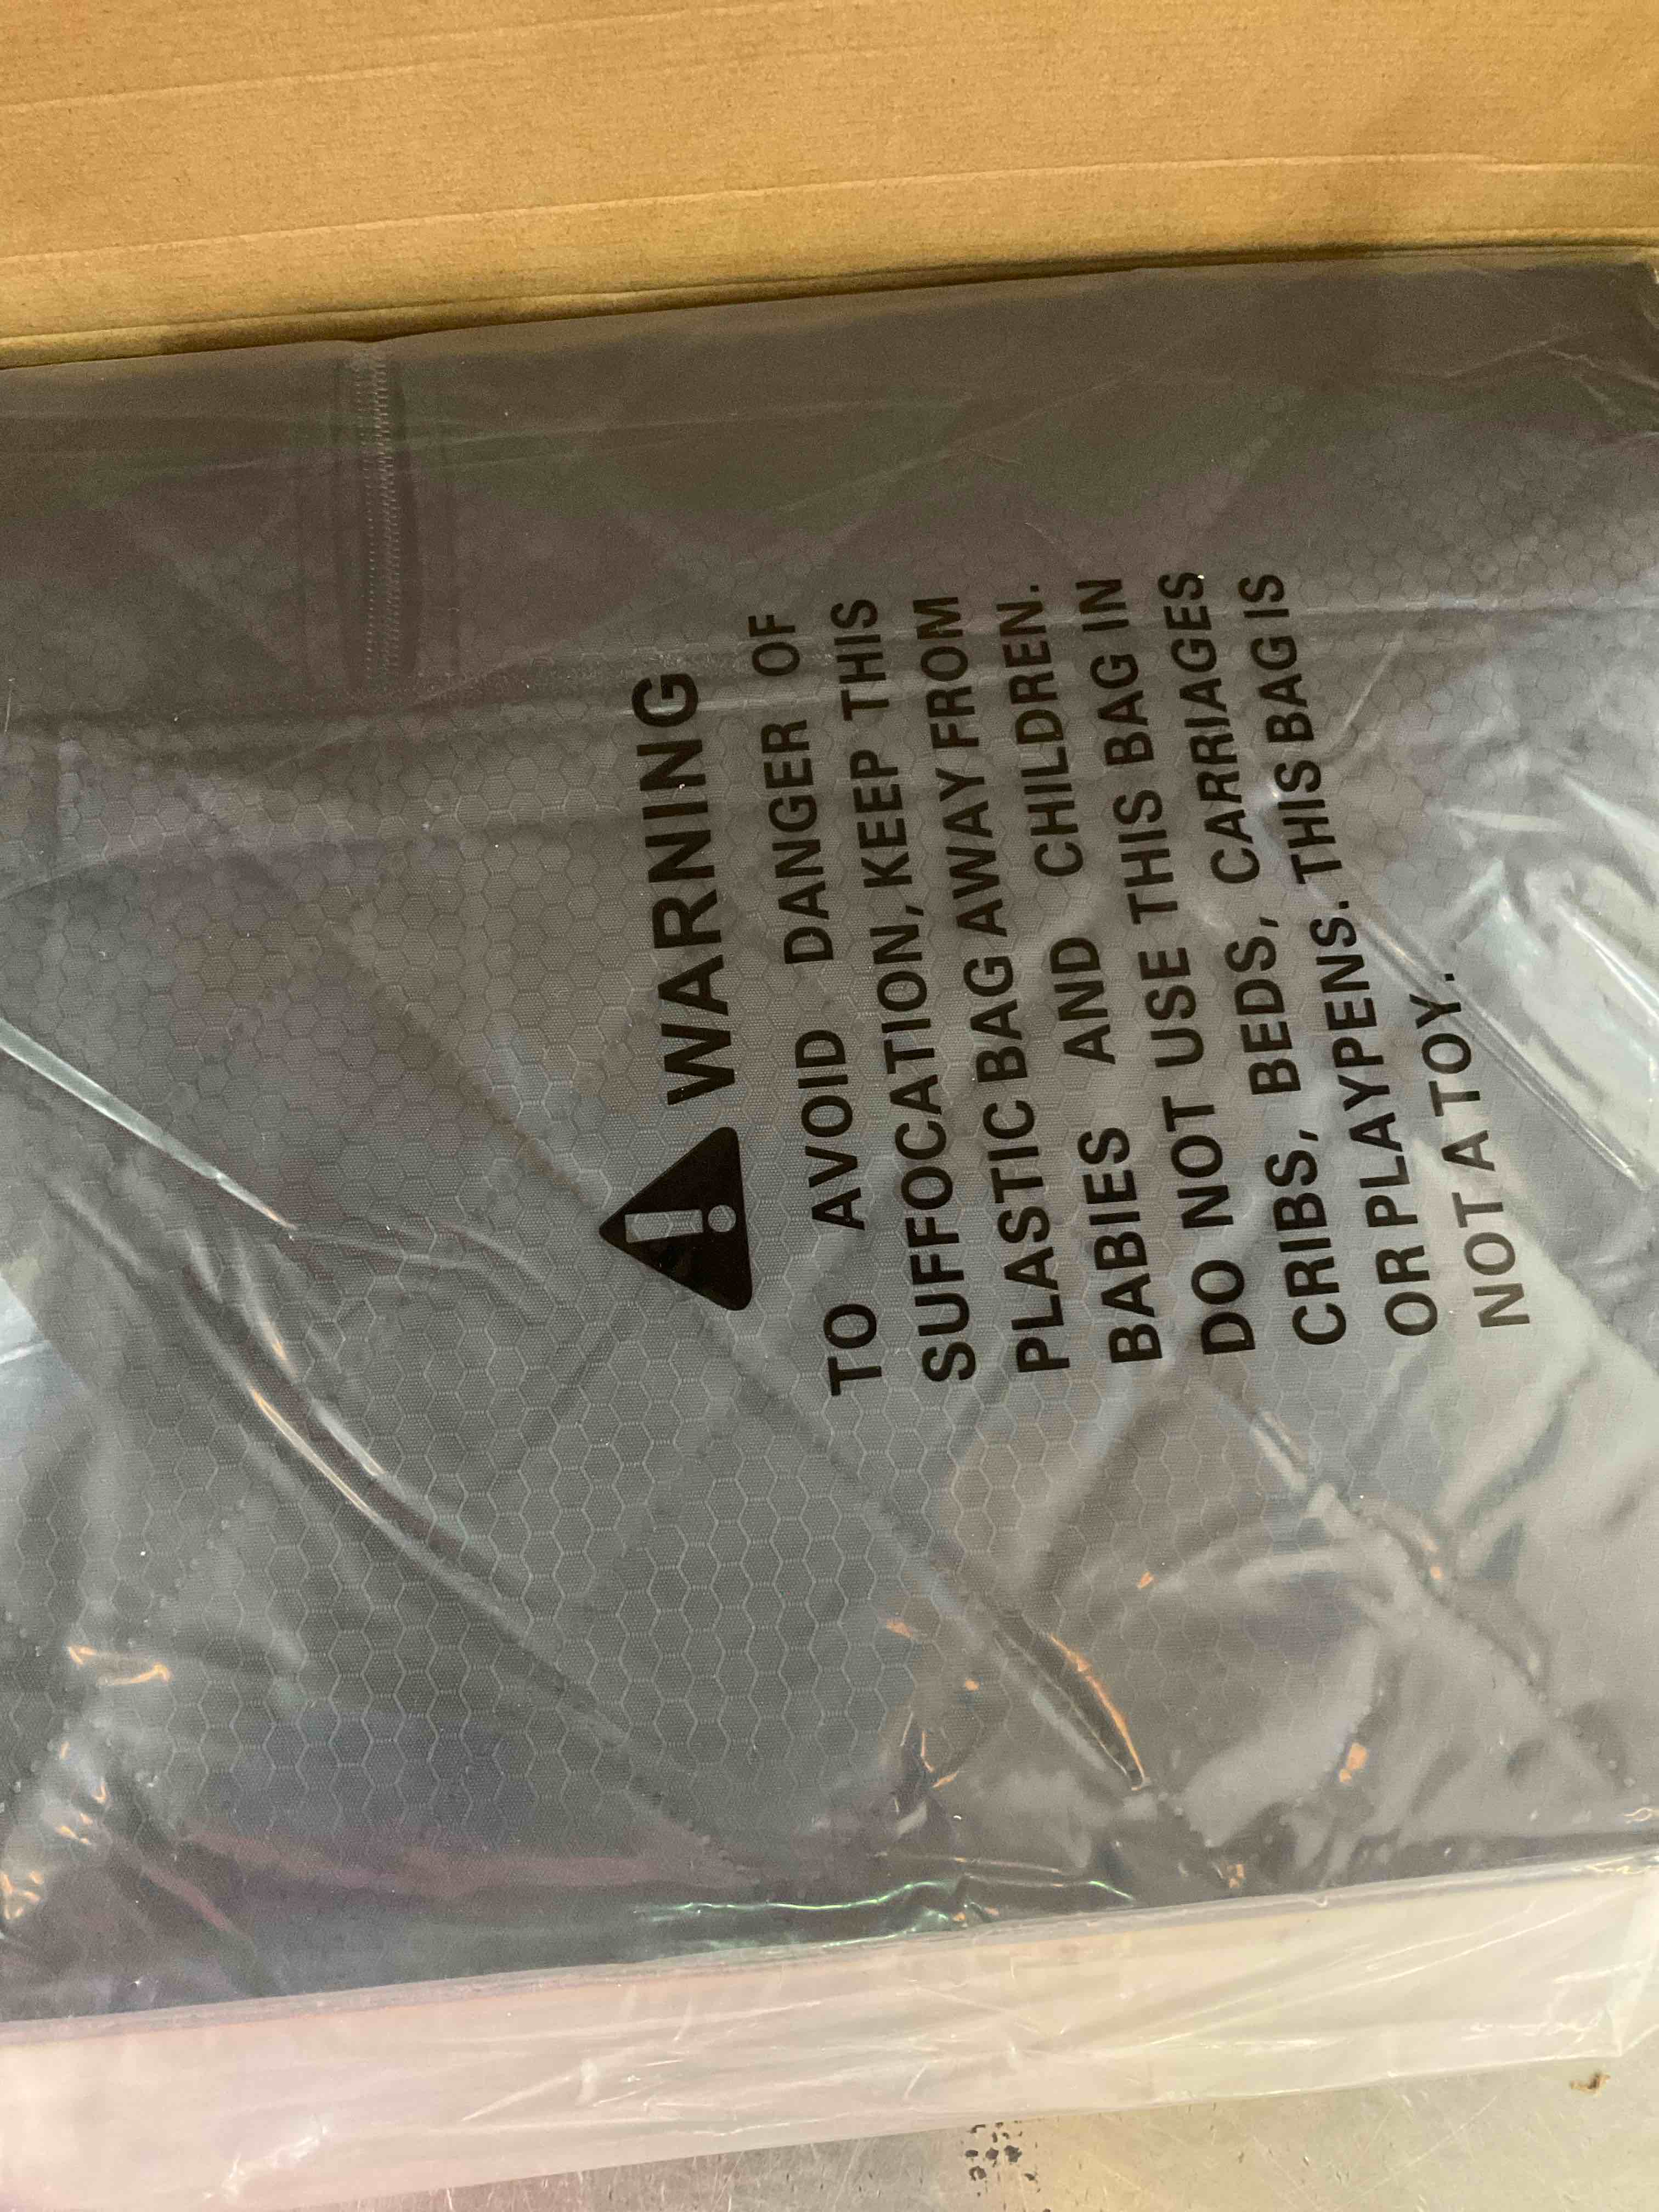 WARNING
TO AVOID DANGER OF
SUFFOCATION, KEEP THIS
PLASTIC BAG AWAY FROM
BABIES AND CHILDREN.
DO NOT USE THIS BAG IN
CRIBS, BEDS, CARRIAGES
OR PLAYPENS. THIS BAG IS
NOT A TOY.